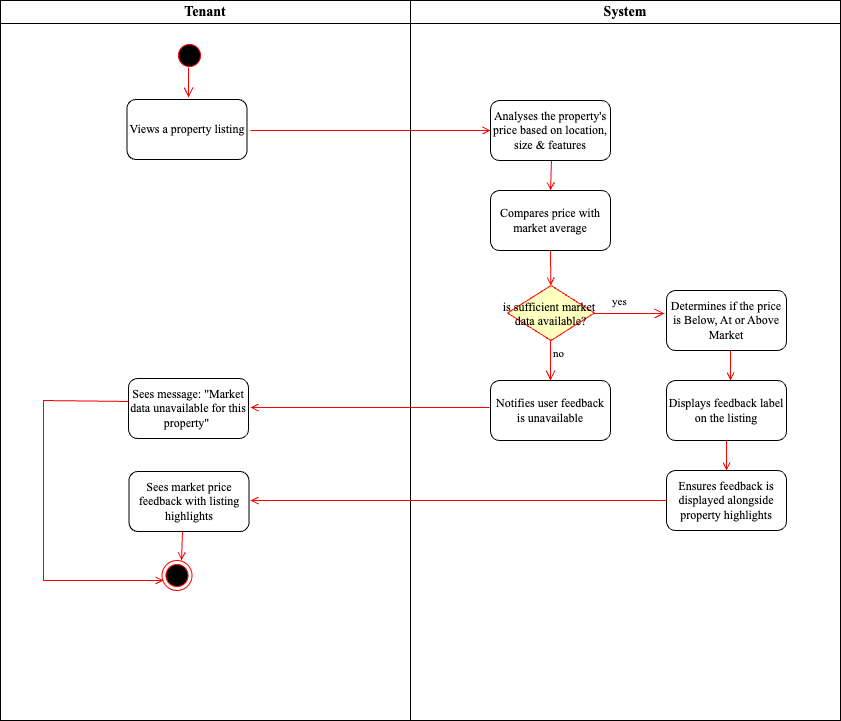 Tenant
System
Views a property listing
Analyses the property's
price based on location,
size & features
Compares price with
market average
is sufficient market
data available?
yes
Determines if the price
is Below, At or Above
Market
no
Sees message: "Market
data unavailable for this
property"
Notifies user feedback
is unavailable
Displays feedback label
on the listing
Sees market price
feedback with listing
highlights
Ensures feedback is
displayed alongside
property highlights